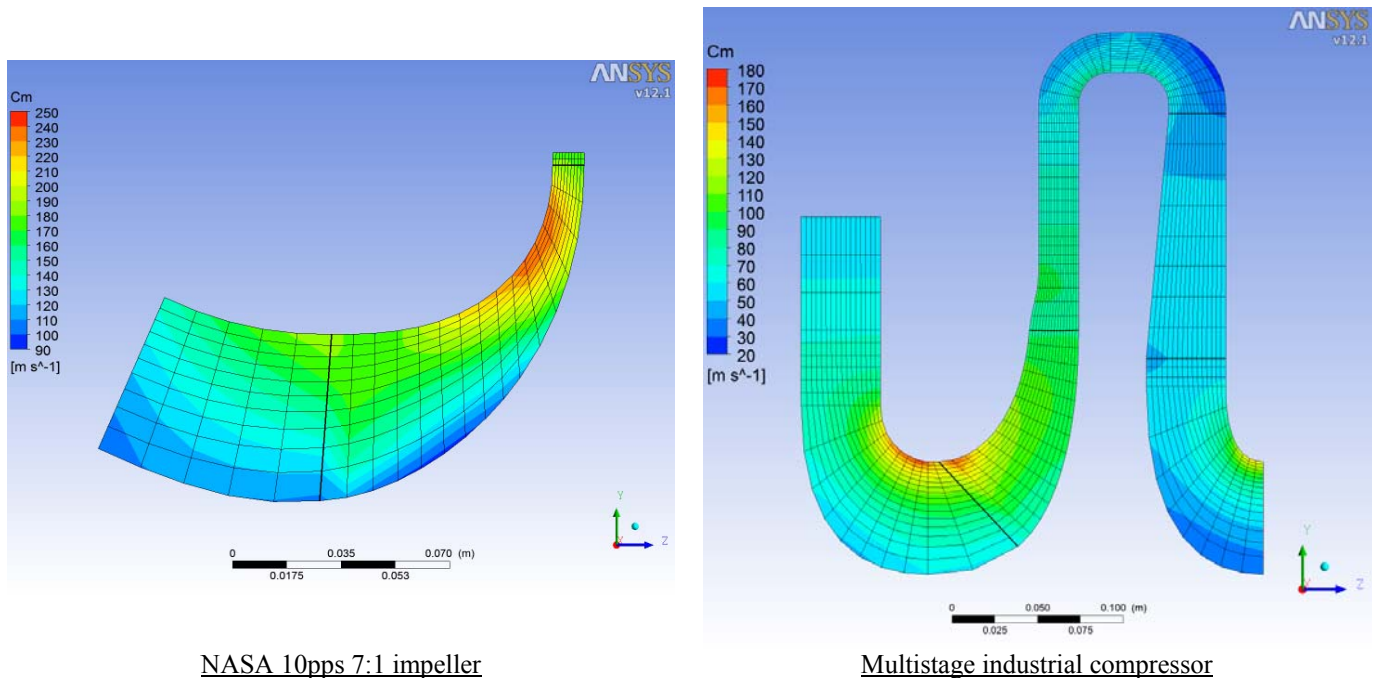 ANSYS
v12.1
Cm
250
240
230
220
210
200
190
180
170
160
150
140
130
120
110
100
90
[m s^-1]
Y
Z
X
0 0.035 0.070 (m)
0.0175 0.053
NASA 10pps 7:1 impeller
ANSYS
v12.1
Cm
180
170
160
150
140
130
120
110
100
90
80
70
60
50
40
30
20
[m s^-1]
Y
Z
X
0 0.050 0.100 (m)
0.025 0.075
Multistage industrial compressor